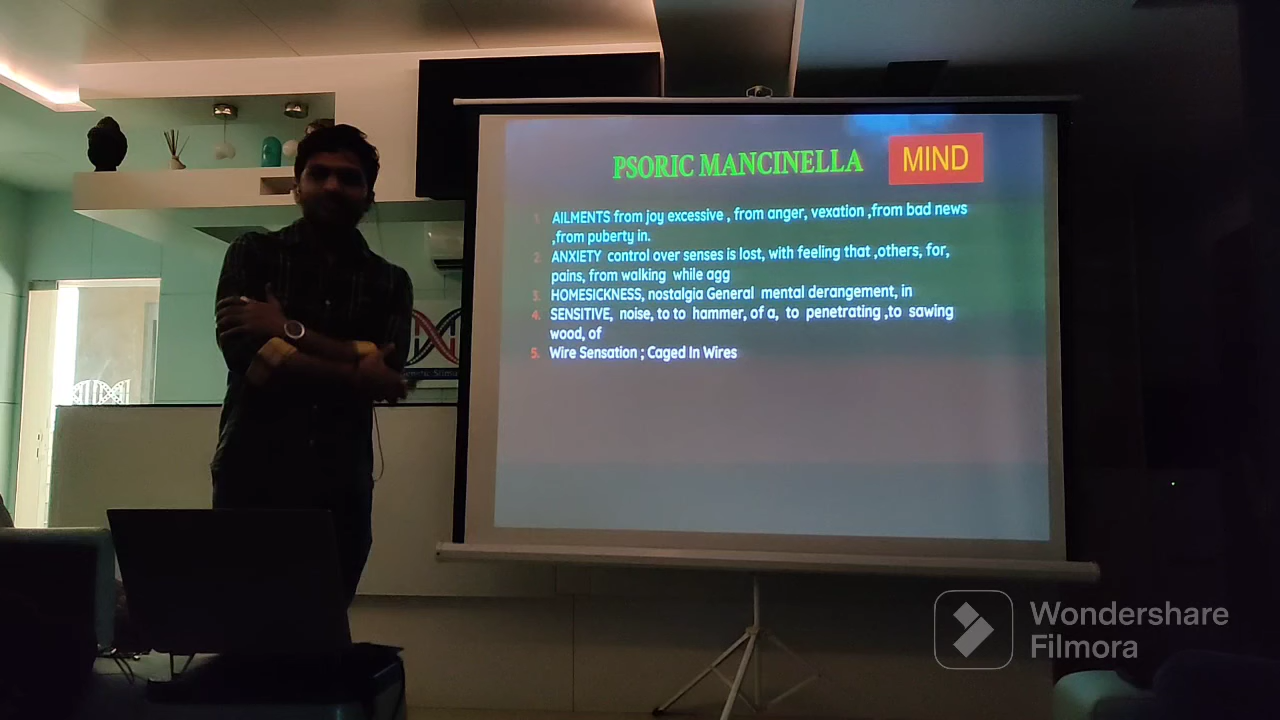 PSORIC MANCINELLA MIND
1. AILMENTS from joy excessive , from anger, vexation ,from bad news
,from puberty in.
2. ANXIETY control over senses is lost, with feeling that ,others, for,
pains, from walking while agg
3. HOMESICKNESS, nostalgia General mental derangement, in
4. SENSITIVE, noise, to to hammer, of a, to penetrating ,to sawing
wood, of
5. Wire Sensation ; Caged In Wires
Wondershare
Filmora